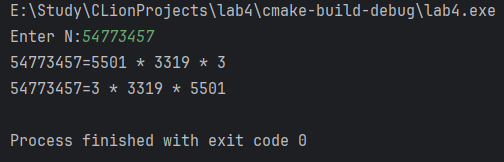 E:\Study\CLionProjects\lab4\cmake-build-debug\lab4.exe
Enter N:54773457
54773457=5501 * 3319 * 3
54773457=3 * 3319 * 5501
Process finished with exit code 0